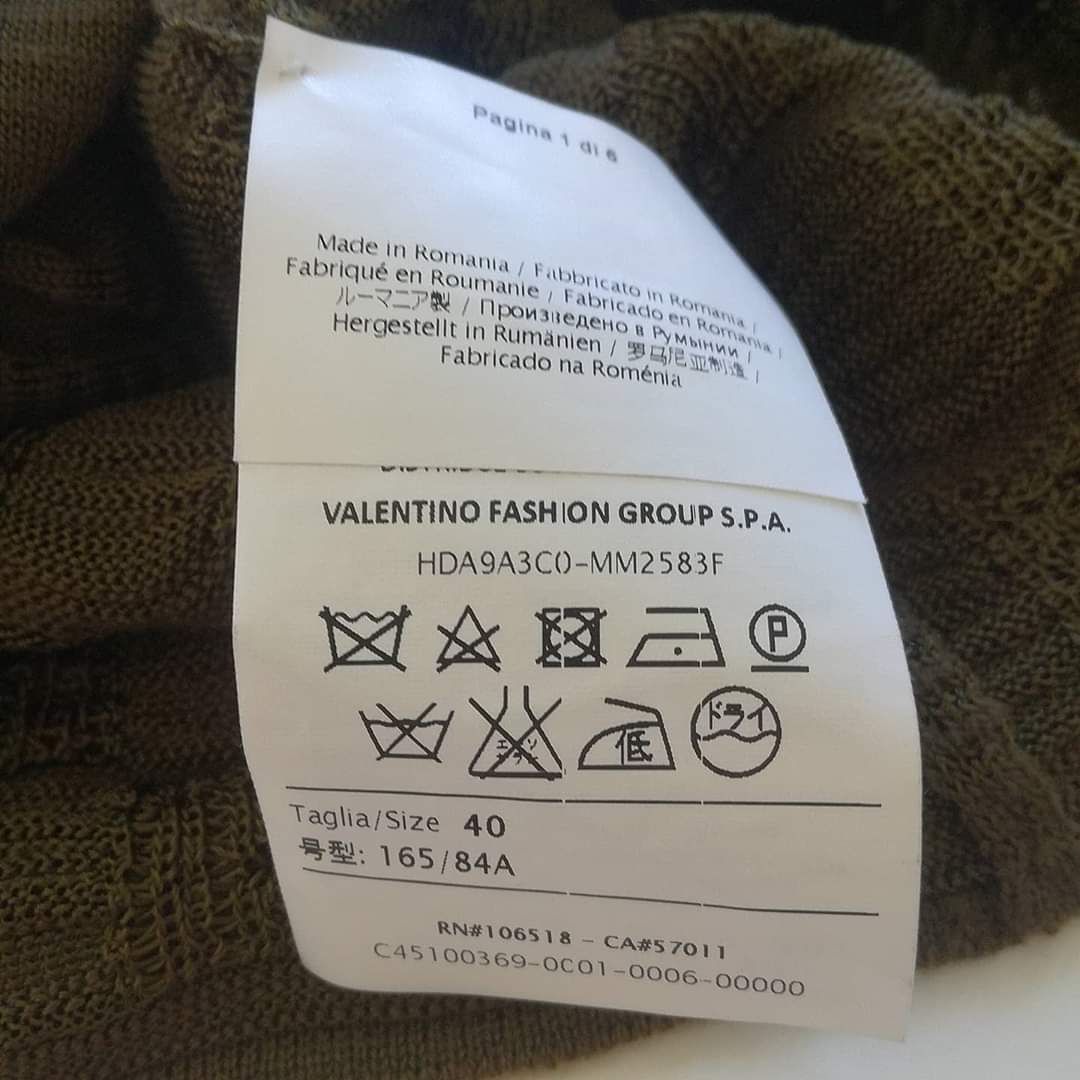 Pagina 1 di 6
Made in Romania / Fabbricato in Romania /
Fabriqué en Roumanie / Fabricado en Romania /
ルーマニア製 / Произведено в Румынии /
Hergestellt in Rumänien / 罗马尼亚制造 /
Fabricado na Roménia
VALENTINO FASHION GROUP S.P.A.
HDA9A3C0-MM2583F
P
低 ドライ
Taglia/Size 40
号型: 165/84A
RN#106518 - CA#57011
C45100369-0C01-0006-00000